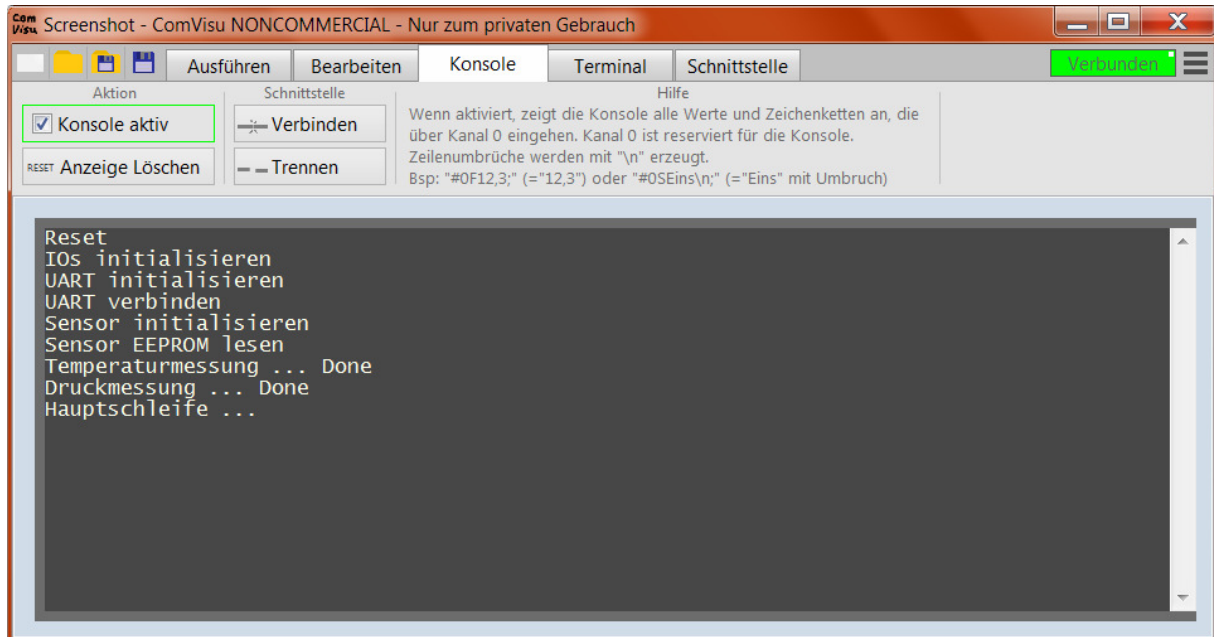 Com
Visu
Screenshot - ComVisu NONCOMMERCIAL - Nur zum privaten Gebrauch
Ausführen
Bearbeiten
Konsole
Terminal
Schnittstelle
Verbunden
Aktion
Konsole aktiv
RESET Anzeige Löschen
Schnittstelle
Verbinden
Trennen
Hilfe
Wenn aktiviert, zeigt die Konsole alle Werte und Zeichenketten an, die
über Kanal 0 eingehen. Kanal 0 ist reserviert für die Konsole.
Zeilenumbrüche werden mit "\n" erzeugt.
Bsp: "#0F12,3;" (="12,3") oder "#0SEins\n;" (="Eins" mit Umbruch)
Reset
IOs initialisieren
UART initialisieren
UART verbinden
Sensor initialisieren
Sensor EEPROM lesen
Temperaturmessung ... Done
Druckmessung ... Done
Hauptschleife ...